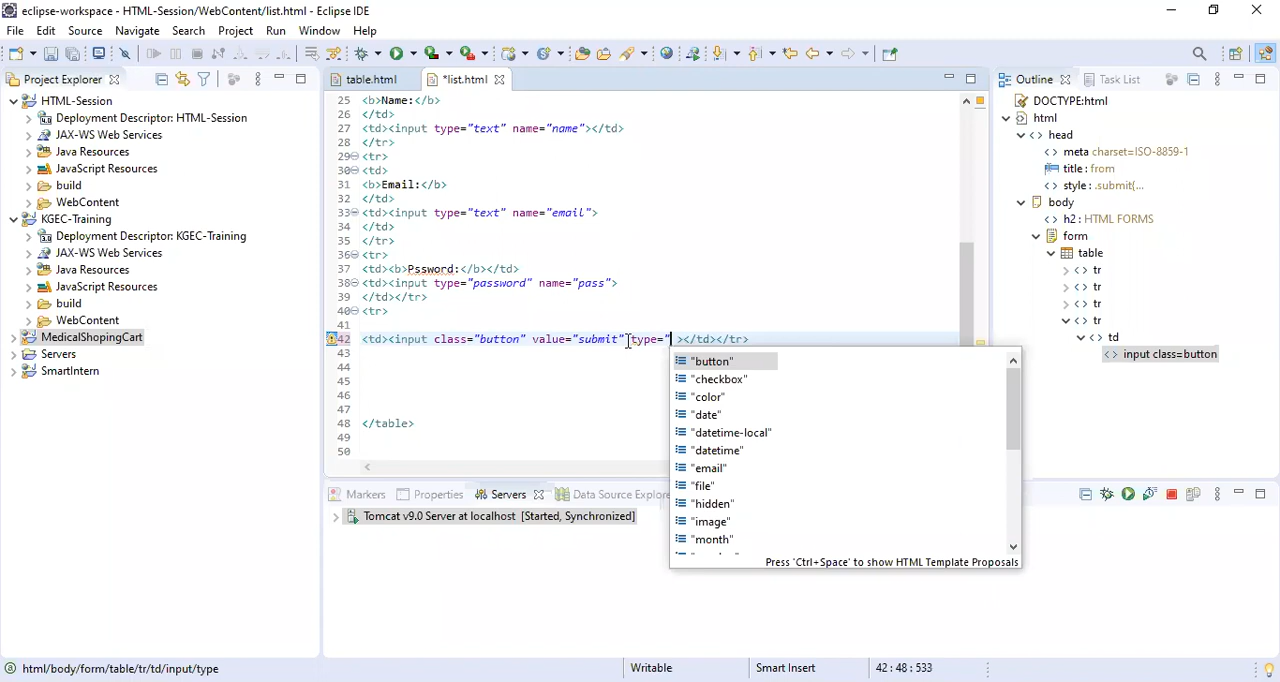 eclipse-workspace - HTML-Session/WebContent/list.html - Eclipse IDE
File Edit Source Refactor Navigate Search Project Run Window Help
Project Explorer
table.html
*list.html
Outline
Task List
HTML-Session
Deployment Descriptor: HTML-Session
JAX-WS Web Services
Java Resources
JavaScript Resources
build
WebContent
KGEC-Training
Deployment Descriptor: KGEC-Training
JAX-WS Web Services
Java Resources
JavaScript Resources
build
WebContent
MedicalShopingCart
Servers
SmartIntern
25 <b>Name:</b>
26 </td>
27 <td><input type="text" name="name"></td>
28 </tr>
29 <tr>
30 <td>
31 <b>Email:</b>
32 </td>
33 <td><input type="text" name="email">
34 </td>
35 </tr>
36 <tr>
37 <td><b>Pssword:</b></td>
38 <td><input type="password" name="pass">
39 </td></tr>
40 <tr>
41
42 <td><input class="button" value="submit" type=" ></td></tr>
43
44
45
46
47
48 </table>
49
50
"button"
"checkbox"
"color"
"date"
"datetime-local"
"datetime"
"email"
"file"
"hidden"
"image"
"month"
Press 'Ctrl+Space' to show HTML Template Proposals
DOCTYPE:html
html
head
meta charset=ISO-8859-1
title : from
style : .submit(...
body
h2 : HTML FORMS
form
table
tr
tr
tr
tr
td
input class=button
Markers
Properties
Servers
Data Source Explore
Tomcat v9.0 Server at localhost [Started, Synchronized]
html/body/form/table/tr/td/input/type
Writable
Smart Insert
42 : 48 : 533